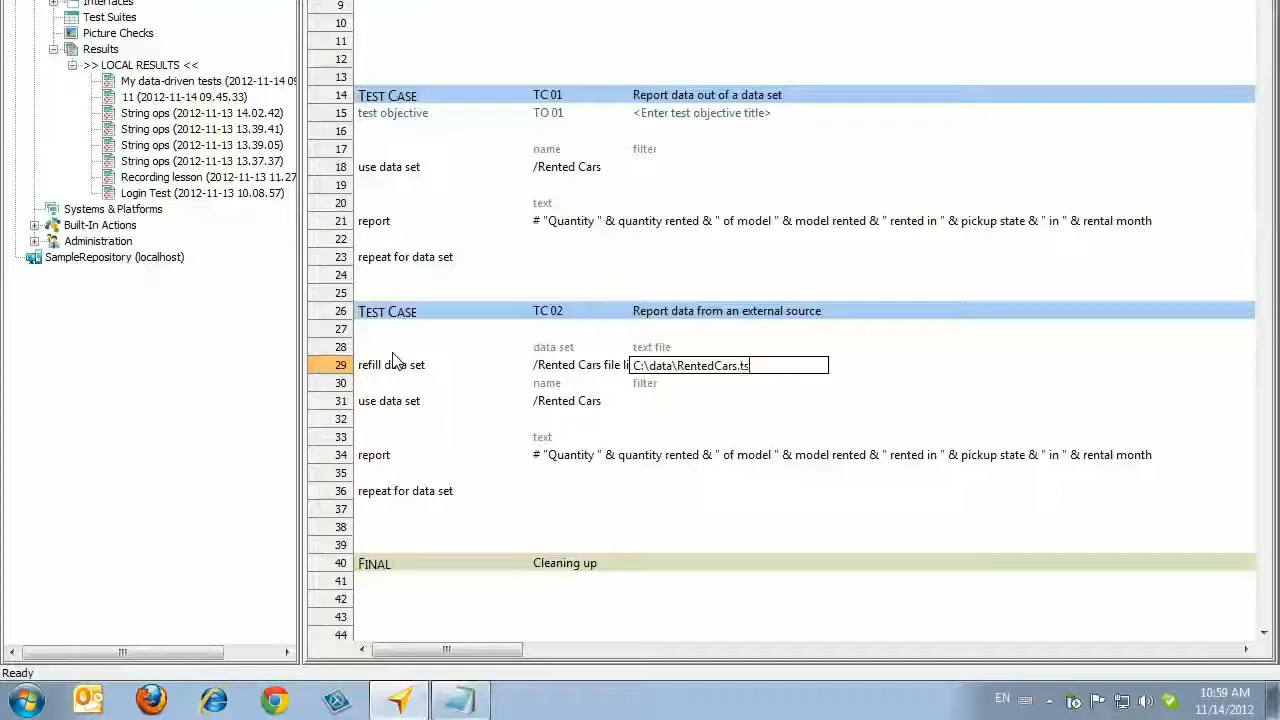 Interfaces
Test Suites
Picture Checks
Results
>> LOCAL RESULTS <<
My data-driven tests (2012-11-14 09
11 (2012-11-14 09.45.33)
String ops (2012-11-13 14.02.42)
String ops (2012-11-13 13.39.41)
String ops (2012-11-13 13.39.05)
String ops (2012-11-13 13.37.37)
Recording lesson (2012-11-13 11.27
Login Test (2012-11-13 10.08.57)
Systems & Platforms
Built-In Actions
Administration
SampleRepository (localhost)
9
10
11
12
13
14 TEST CASE TC 01 Report data out of a data set
15 test objective TO 01 <Enter test objective title>
16
17 name filter
18 use data set /Rented Cars
19
20 text
21 report # "Quantity " & quantity rented & " of model " & model rented & " rented in " & pickup state & " in " & rental month
22
23 repeat for data set
24
25
26 TEST CASE TC 02 Report data from an external source
27
28 data set text file
29 refill data set /Rented Cars file li C:\data\RentedCars.ts
30 name filter
31 use data set /Rented Cars
32
33 text
34 report # "Quantity " & quantity rented & " of model " & model rented & " rented in " & pickup state & " in " & rental month
35
36 repeat for data set
37
38
39
40 FINAL Cleaning up
41
42
43
44
Ready
EN
10:59 AM
11/14/2012